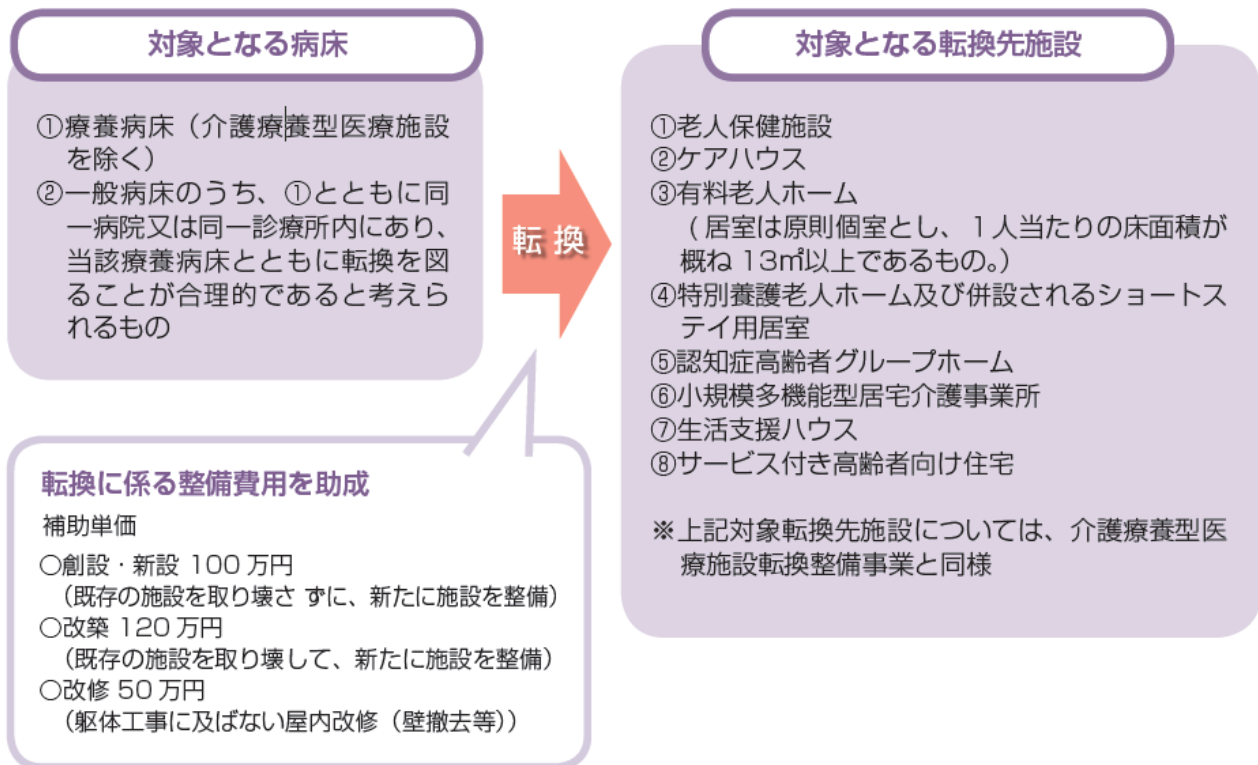 対象となる病床
①療養病床（介護療養型医療施設
を除く）
②一般病床のうち、①とともに同
一病院又は同一診療所内にあり、
当該療養病床とともに転換を図
ることが合理的であると考えら
れるもの
転換
対象となる転換先施設
①老人保健施設
②ケアハウス
③有料老人ホーム
( 居室は原則個室とし、1人当たりの床面積が
概ね 13㎡以上であるもの。）
④特別養護老人ホーム及び併設されるショートス
テイ用居室
⑤認知症高齢者グループホーム
⑥小規模多機能型居宅介護事業所
⑦生活支援ハウス
⑧サービス付き高齢者向け住宅
※上記対象転換先施設については、介護療養型医
療施設転換整備事業と同様
転換に係る整備費用を助成
補助単価
○創設・新設 100 万円
（既存の施設を取り壊さ ずに、新たに施設を整備）
○改築 120 万円
（既存の施設を取り壊して、新たに施設を整備）
○改修 50 万円
（躯体工事に及ばない屋内改修（壁撤去等））